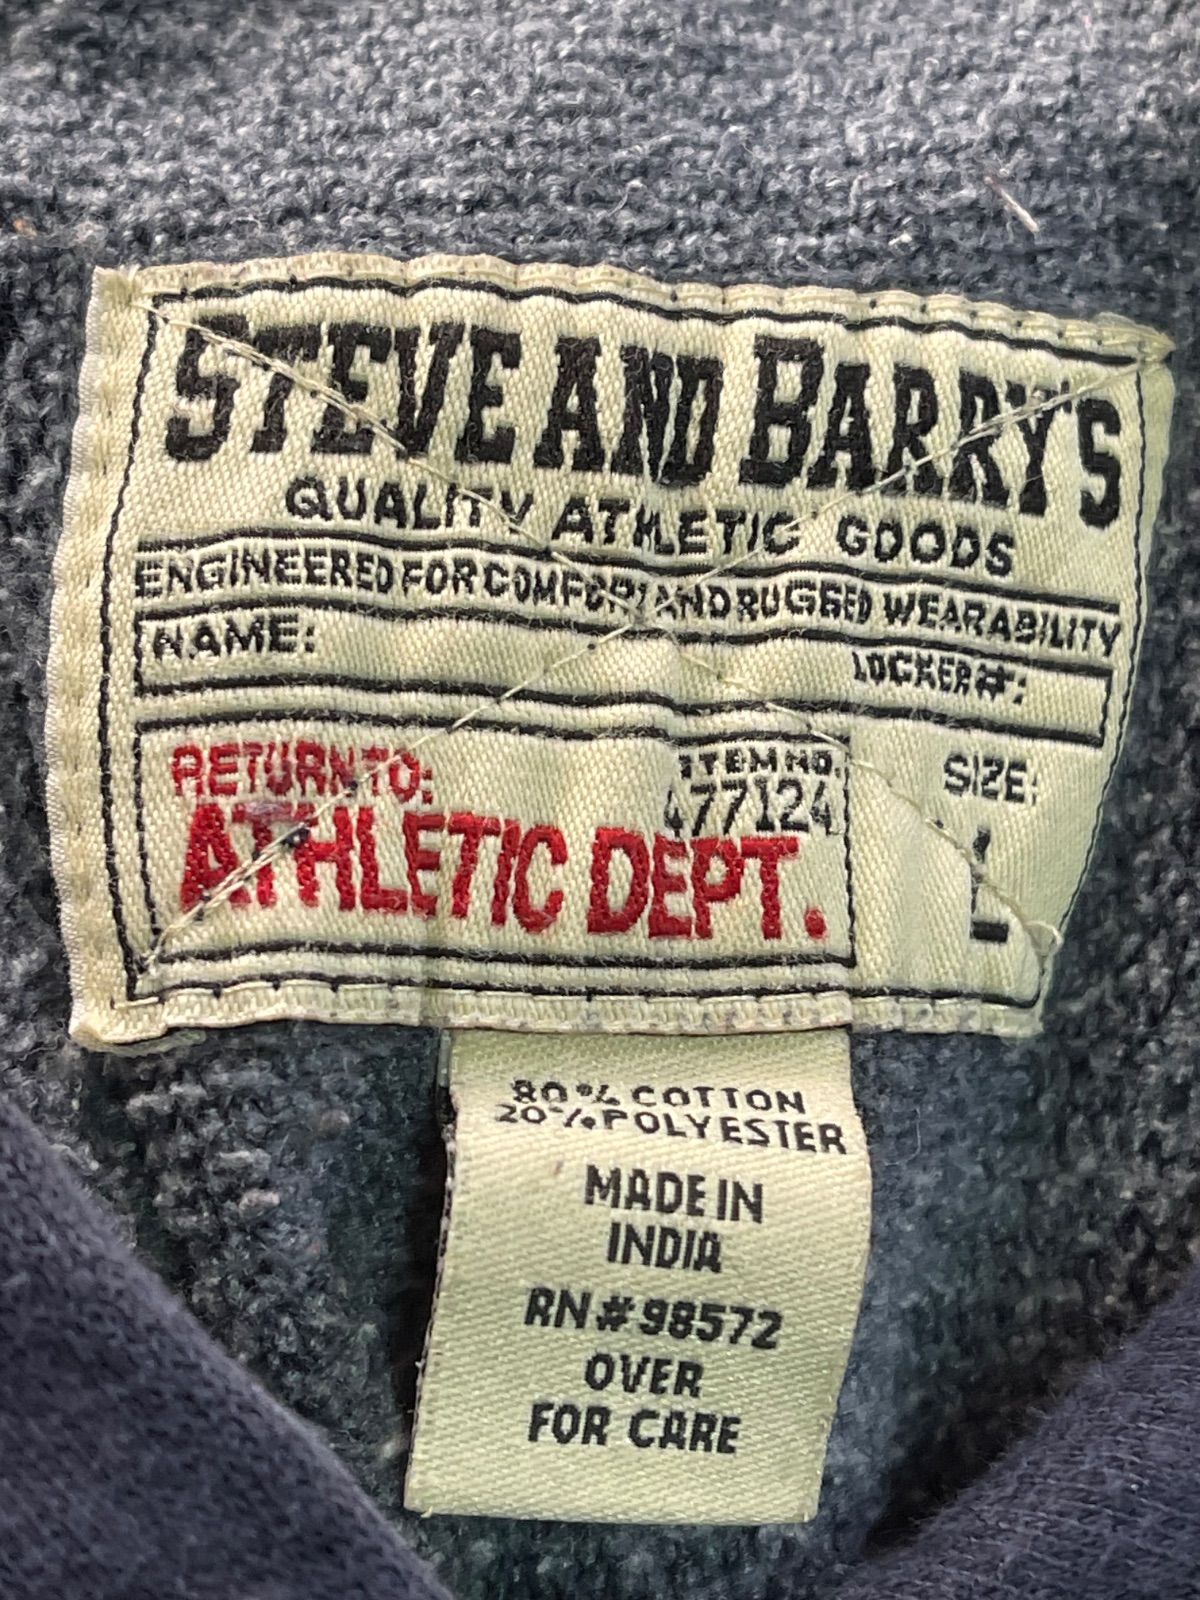 STEVE AND BARRY'S
QUALITY ATHLETIC GOODS
ENGINEERED FOR COMFORT AND RUGGED WEARABILITY
NAME:
LOCKER#:
RETURN TO:
ATHLETIC DEPT.
ITEM NO.
477124
SIZE:
L
80% COTTON
20% POLYESTER
MADE IN
INDIA
RN#98572
OVER
FOR CARE